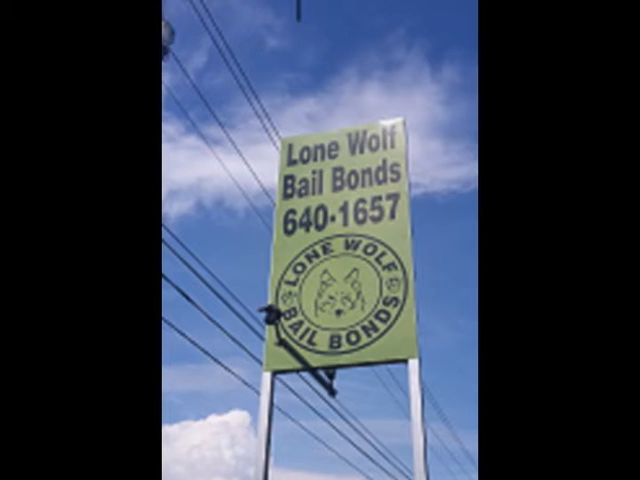 Lone Wolf
Bail Bonds
640-1657
LONE WOLF
BAIL BONDS